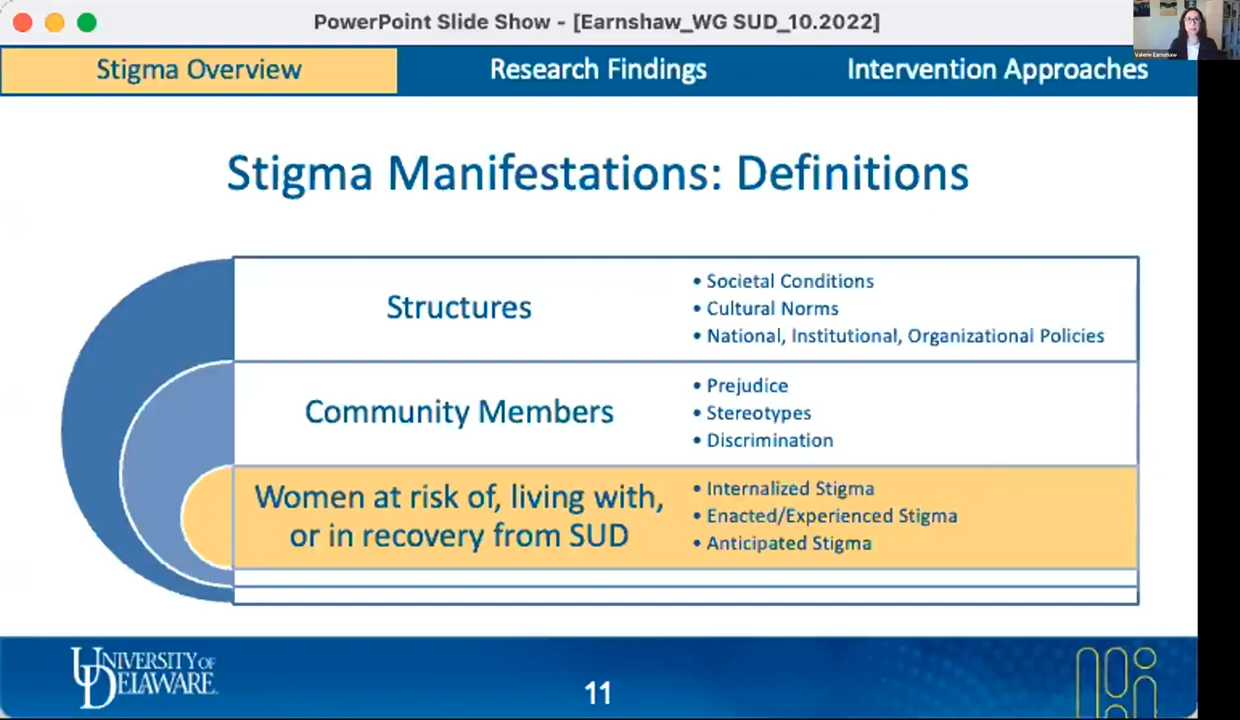 PowerPoint Slide Show - [Earnshaw_WG SUD_10.2022]
Valerie Earnshaw
Stigma Overview
Research Findings
Intervention Approaches
Stigma Manifestations: Definitions
Structures
• Societal Conditions
• Cultural Norms
• National, Institutional, Organizational Policies
Community Members
• Prejudice
• Stereotypes
• Discrimination
Women at risk of, living with,
or in recovery from SUD
• Internalized Stigma
• Enacted/Experienced Stigma
• Anticipated Stigma
UNIVERSITY OF
DELAWARE
11